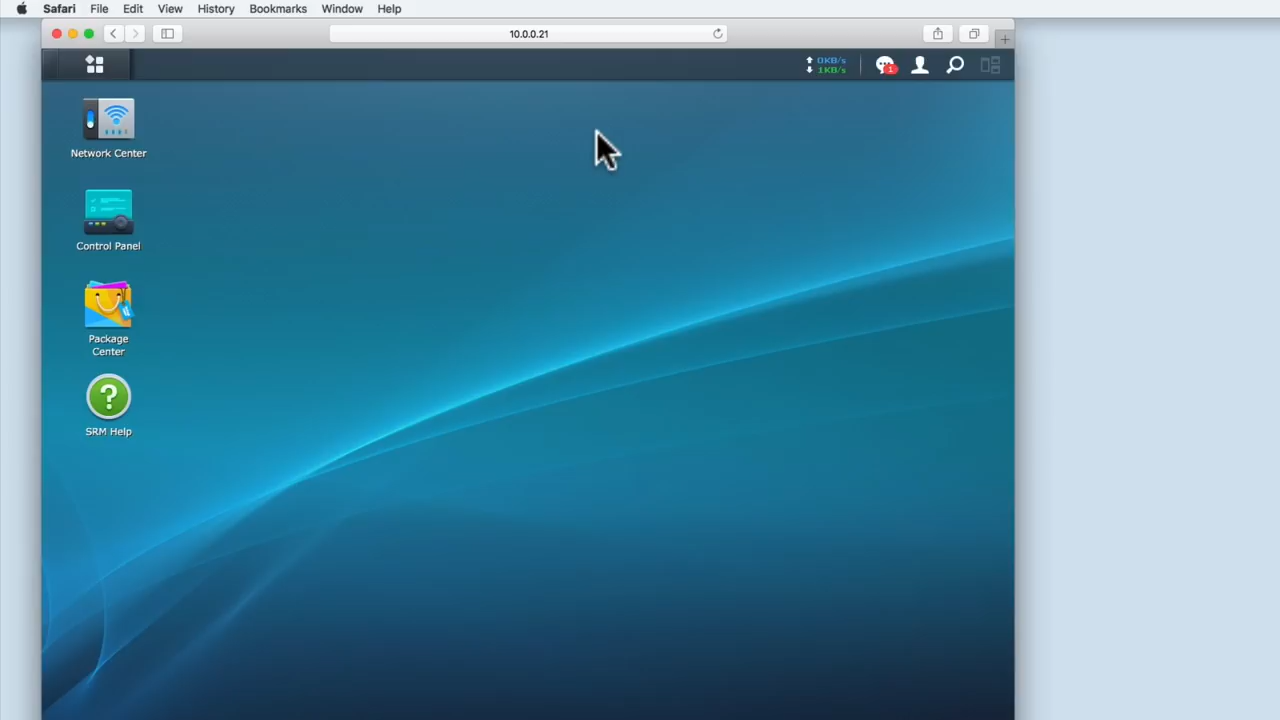 Safari File Edit View History Bookmarks Window Help
10.0.0.21
0KB/s
1KB/s
1
Network Center
Control Panel
Package
Center
?
SRM Help